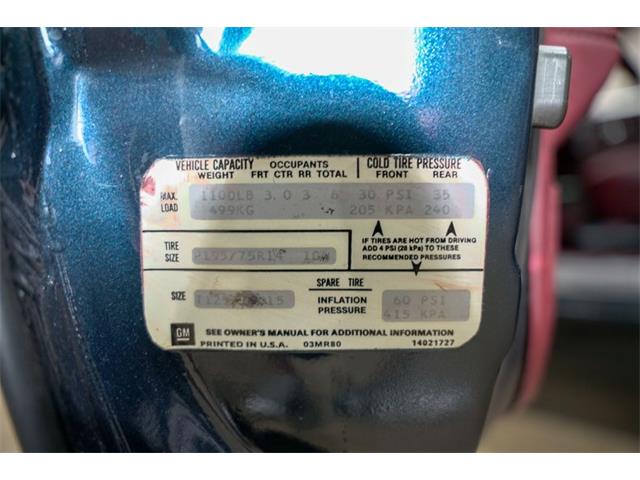 VEHICLE CAPACITY OCCUPANTS COLD TIRE PRESSURE
WEIGHT FRT CTR RR TOTAL FRONT REAR
MAX. LOAD 1100LB 3 0 3 6 30 PSI 35
499KG 205 KPA 240
IF TIRES ARE HOT FROM DRIVING
ADD 4 PSI (28 kPa) TO THESE
RECOMMENDED PRESSURES
TIRE SIZE P195/75R14
SPARE TIRE
SIZE INFLATION PRESSURE 60 PSI
415 KPA
GM SEE OWNER'S MANUAL FOR ADDITIONAL INFORMATION
PRINTED IN U.S.A. 03MR80 14021727